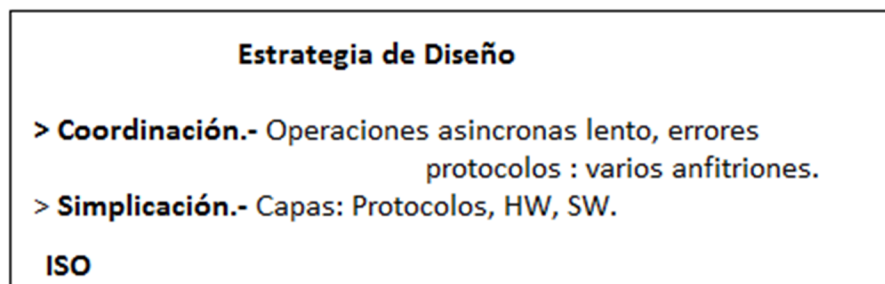 Estrategia de Diseño
> Coordinación.- Operaciones asincronas lento, errores
protocolos : varios anfitriones.
> Simplicación.- Capas: Protocolos, HW, SW.
ISO